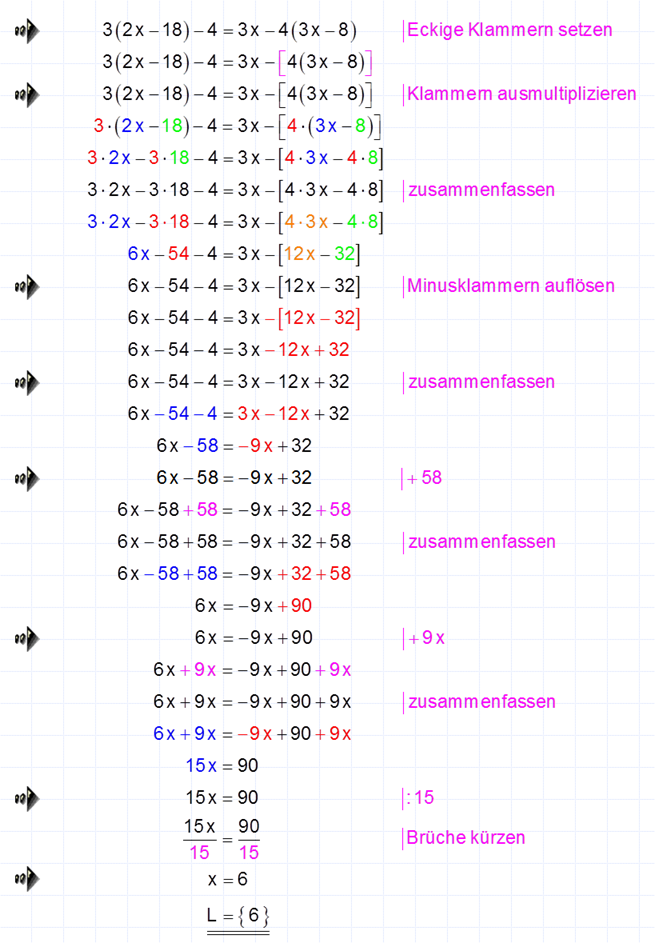 3(2x−18)−4=3x−4(3x−8) |Eckige Klammern setzen
3(2x−18)−4=3x−[4(3x−8)]
3(2x−18)−4=3x−[4(3x−8)] |Klammern ausmultiplizieren
3·(2x−18)−4=3x−[4·(3x−8)]
3·2x−3·18−4=3x−[4·3x−4·8]
3·2x−3·18−4=3x−[4·3x−4·8] |zusammenfassen
3·2x−3·18−4=3x−[4·3x−4·8]
6x−54−4=3x−[12x−32]
6x−54−4=3x−[12x−32] |Minusklammern auflösen
6x−54−4=3x−[12x−32]
6x−54−4=3x−12x+32
6x−54−4=3x−12x+32 |zusammenfassen
6x−54−4=3x−12x+32
6x−58=−9x+32
6x−58=−9x+32 |+58
6x−58+58=−9x+32+58
6x−58+58=−9x+32+58 |zusammenfassen
6x−58+58=−9x+32+58
6x=−9x+90
6x=−9x+90 |+9x
6x+9x=−9x+90+9x
6x+9x=−9x+90+9x |zusammenfassen
6x+9x=−9x+90+9x
15x=90
15x=90 |:15
15x/15=90/15 |Brüche kürzen
x=6
L={6}